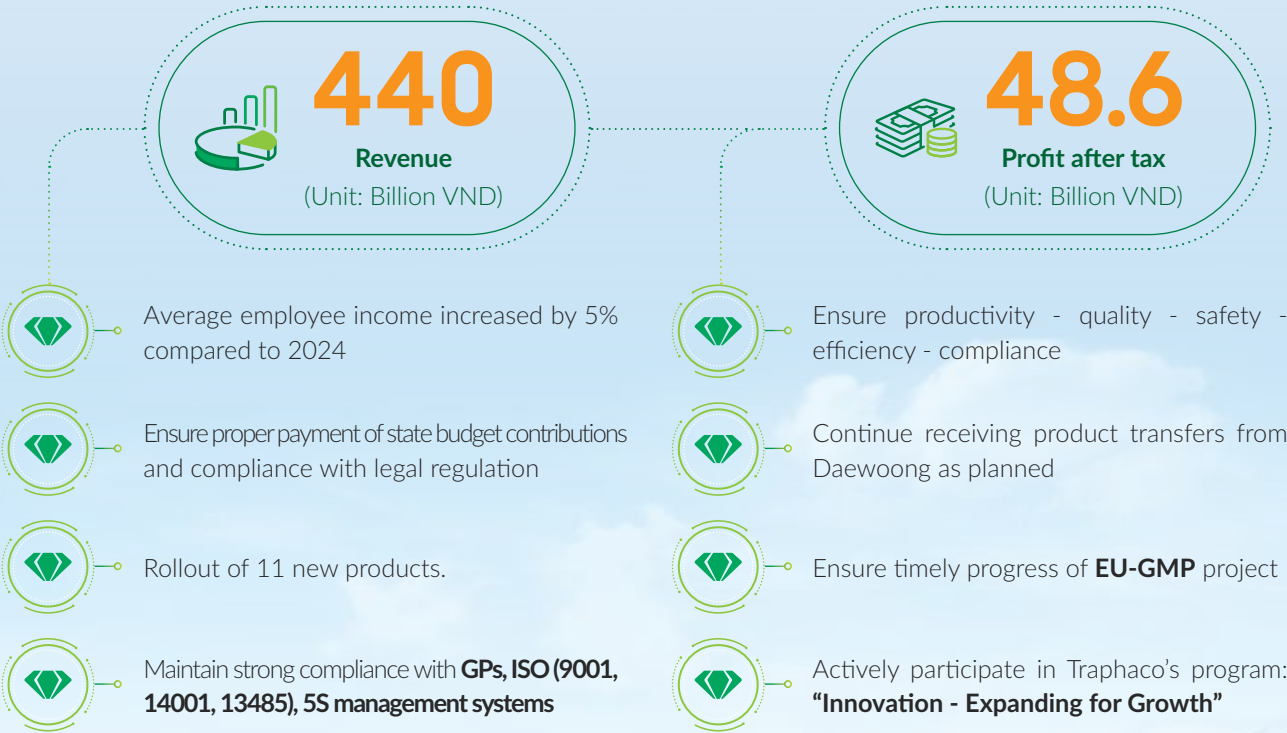 440
Revenue
(Unit: Billion VND)
48.6
Profit after tax
(Unit: Billion VND)
Average employee income increased by 5%
compared to 2024
Ensure proper payment of state budget contributions
and compliance with legal regulation
Rollout of 11 new products.
Maintain strong compliance with GPs, ISO (9001,
14001, 13485), 5S management systems
Ensure productivity - quality - safety -
efficiency - compliance
Continue receiving product transfers from
Daewoong as planned
Ensure timely progress of EU-GMP project
Actively participate in Traphaco's program:
“Innovation - Expanding for Growth”